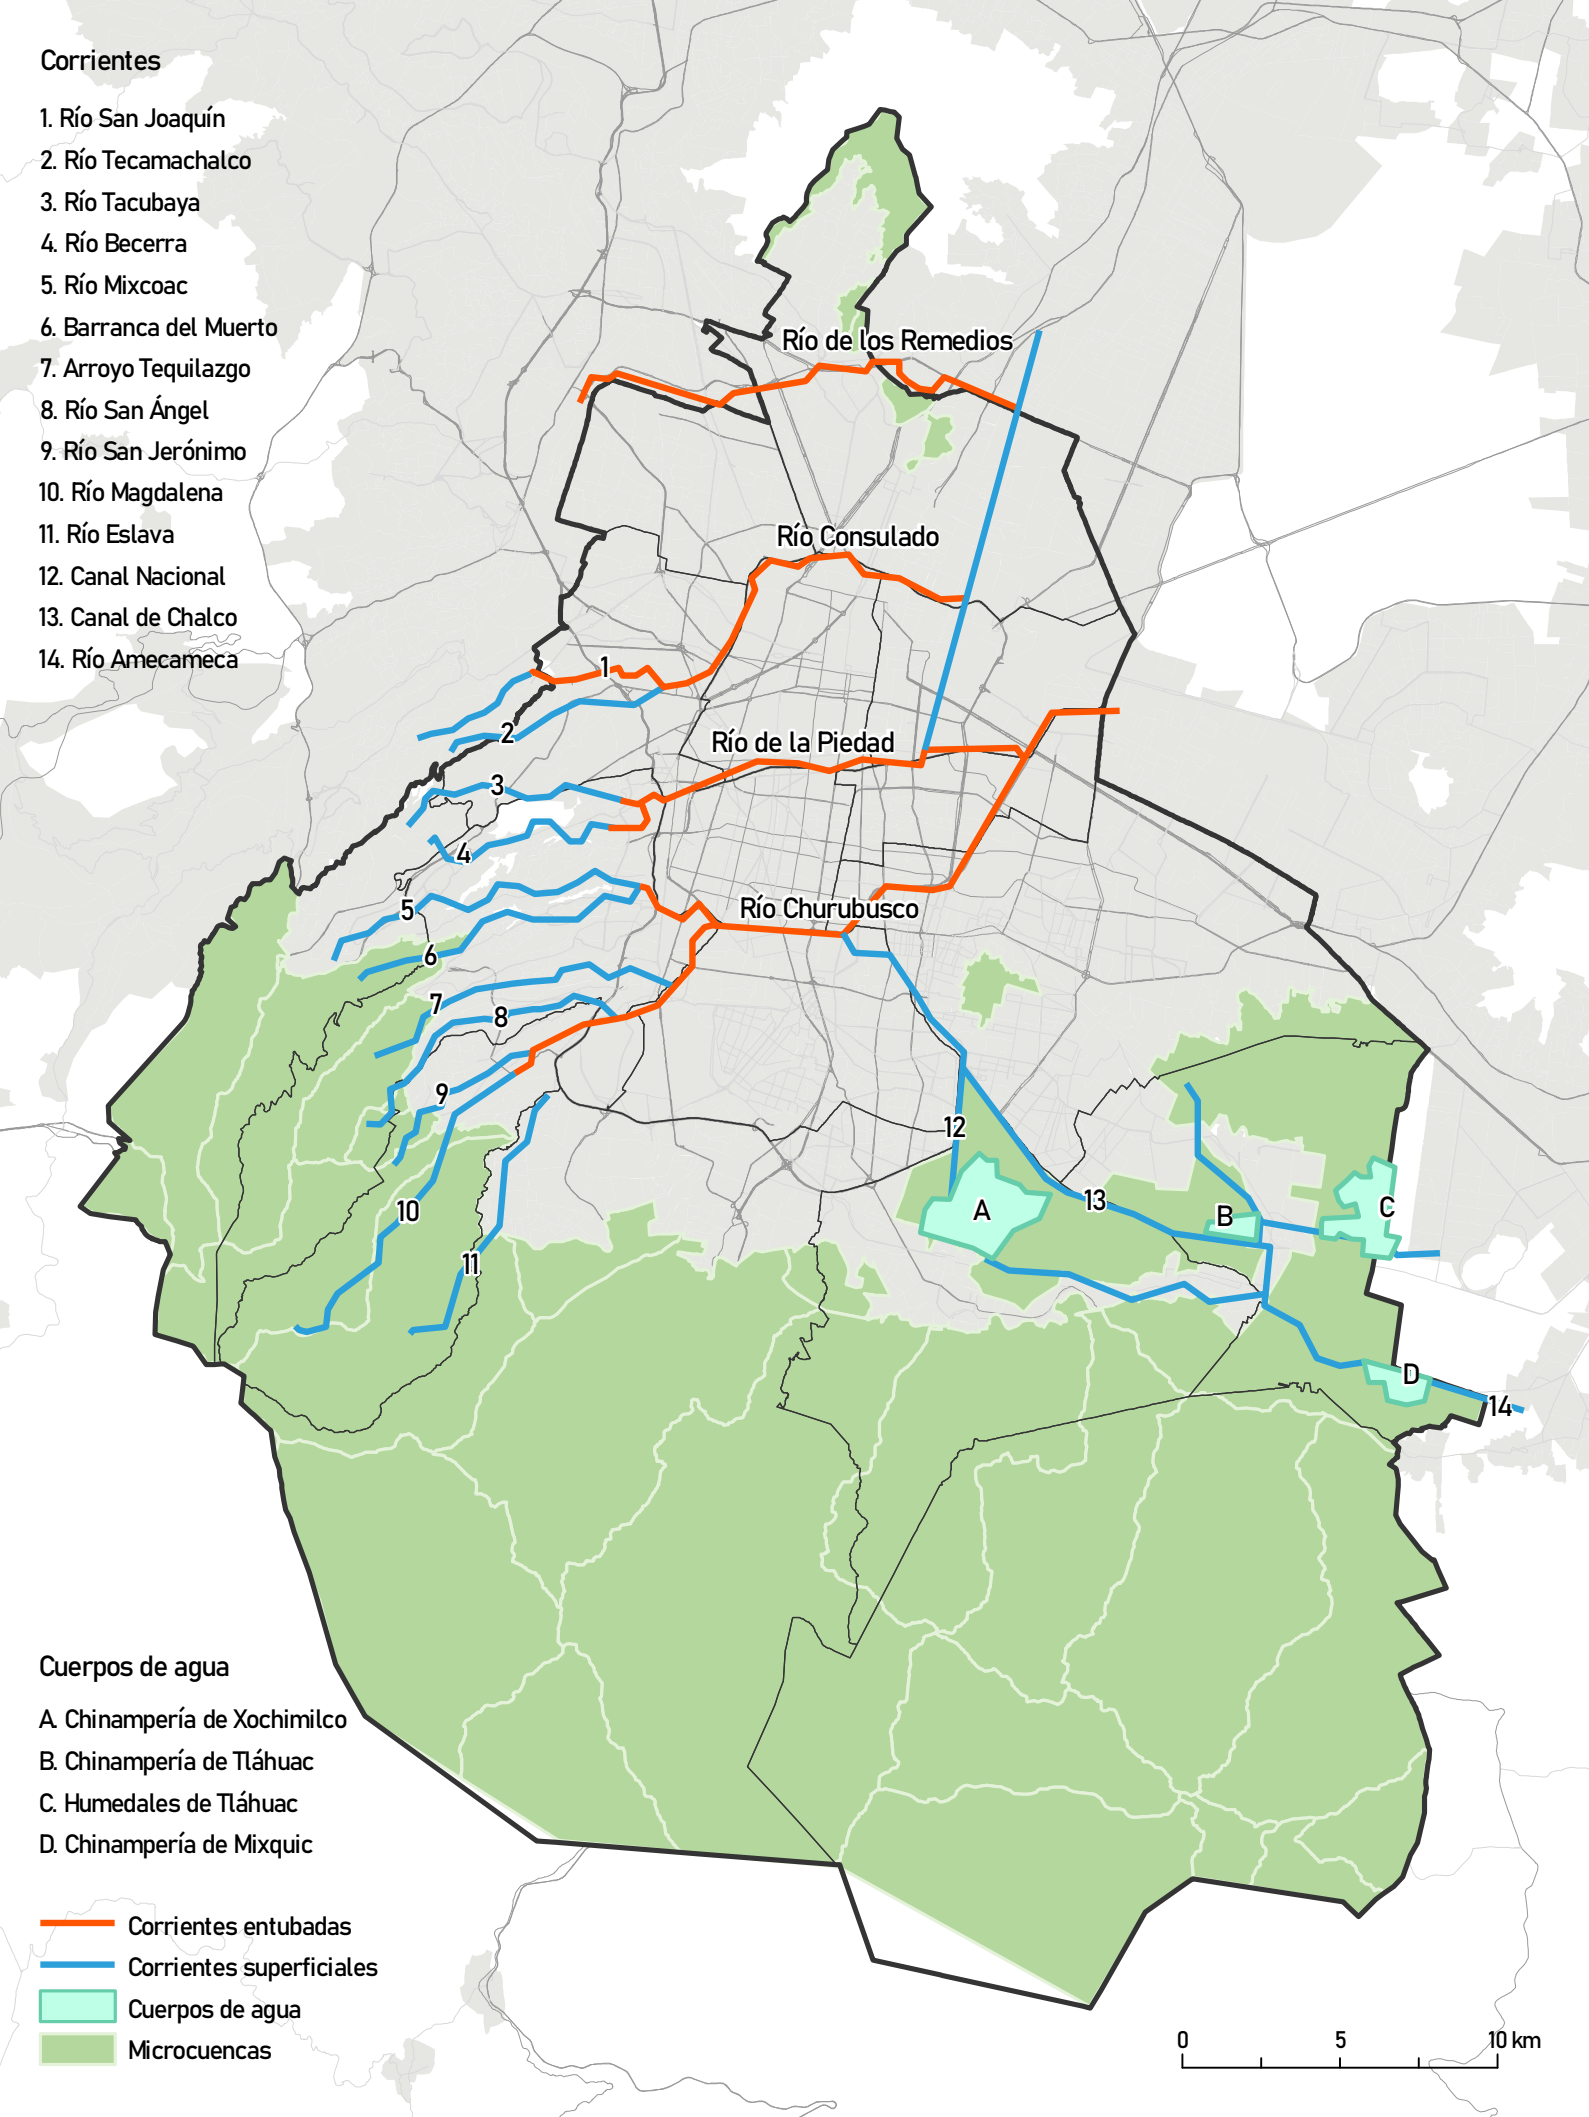 Corrientes
1. Río San Joaquín
2. Río Tecamachalco
3. Río Tacubaya
4. Río Becerra
5. Río Mixcoac
6. Barranca del Muerto
7. Arroyo Tequilazgo
8. Río San Ángel
9. Río San Jerónimo
10. Río Magdalena
11. Río Eslava
12. Canal Nacional
13. Canal de Chalco
14. Río Amecameca
Río de los Remedios
Río Consulado
1
2
Río de la Piedad
3
4
5
Río Churubusco
6
7
8
9
12
10
13
A
B
C
11
D
14
Cuerpos de agua
A. Chinampería de Xochimilco
B. Chinampería de Tláhuac
C. Humedales de Tláhuac
D. Chinampería de Mixquic
Corrientes entubadas
Corrientes superficiales
Cuerpos de agua
Microcuencas
0 5 10 km